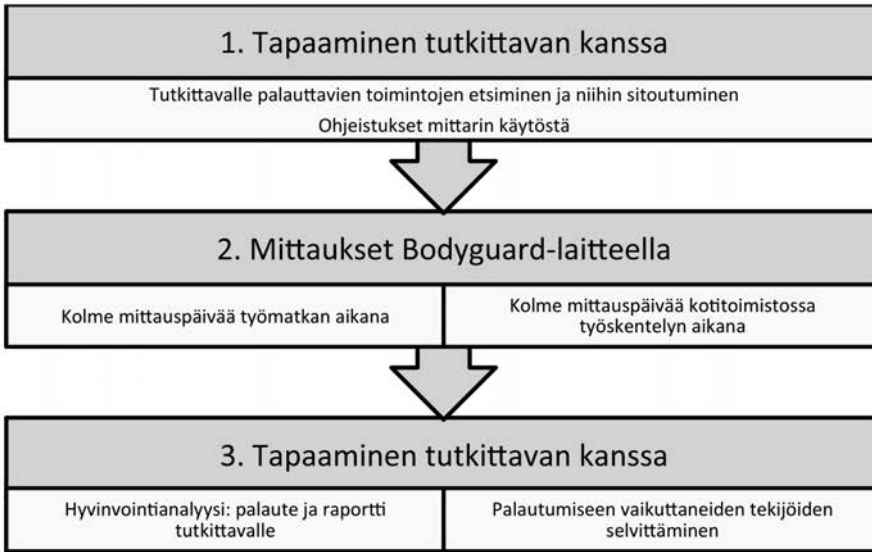 1. Tapaaminen tutkittavan kanssa
Tutkittavalle palauttavien toimintojen etsiminen ja niihin sitoutuminen
Ohjeistukset mittarin käytöstä
2. Mittaukset Bodyguard-laitteella
Kolme mittauspäivää työmatkan aikana
Kolme mittauspäivää kotitoimistossa
työskentelyn aikana
3. Tapaaminen tutkittavan kanssa
Hyvinvointianalyysi: palaute ja raportti
tutkittavalle
Palautumiseen vaikuttaneiden tekijöiden
selvittäminen